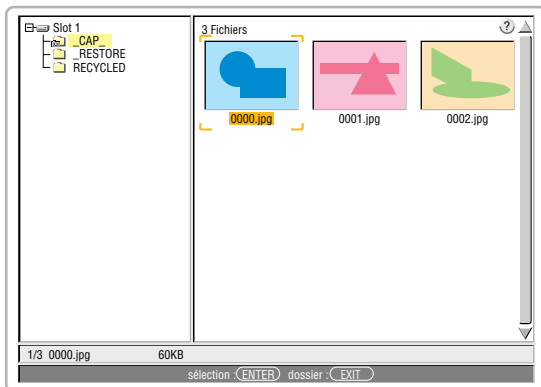 Slot 1
_CAP_
_RESTORE
RECYCLED
3 Fichiers
?
0000.jpg 0001.jpg 0002.jpg
1/3 0000.jpg 60KB
sélection : ENTER dossier : EXIT